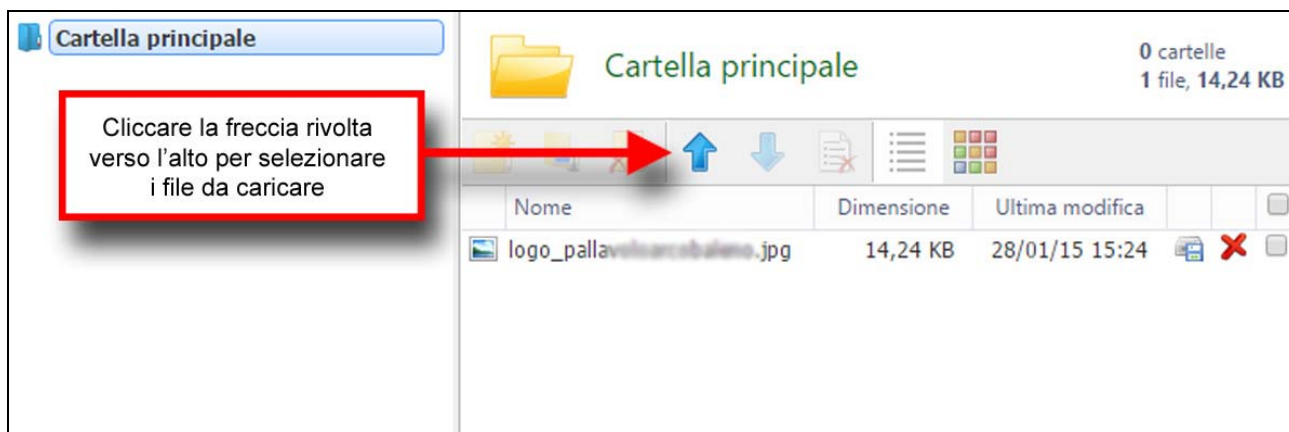 Cartella principale
Cliccare la freccia rivolta
verso l'alto per selezionare
i file da caricare
Cartella principale
0 cartelle
1 file, 14,24 KB
Nome Dimensione Ultima modifica
14,24 KB 28/01/15 15:24